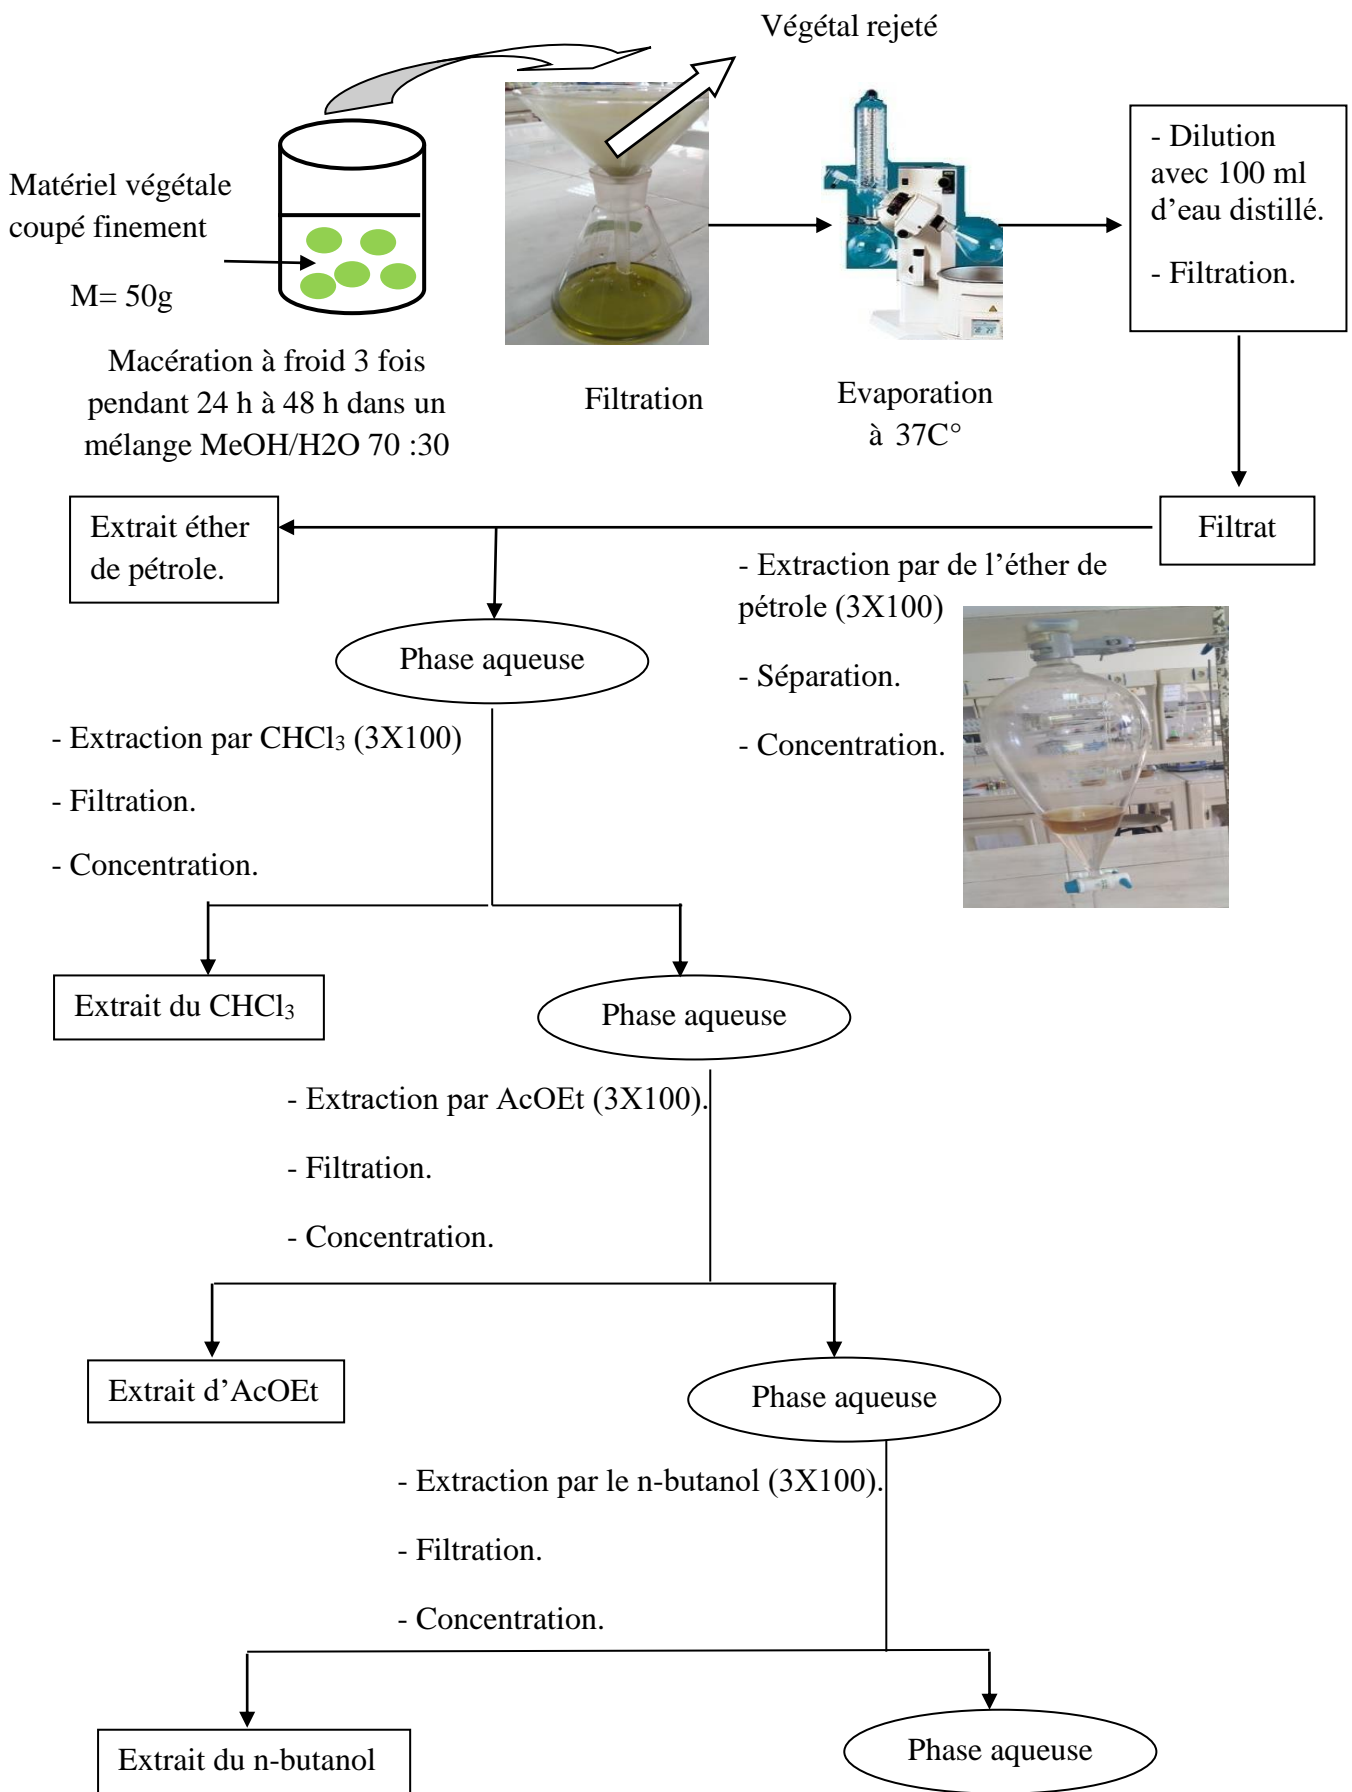 Végétal rejeté
Matériel végétale
coupé finement
M= 50g
Macération à froid 3 fois
pendant 24 h à 48 h dans un
mélange MeOH/H2O 70 :30
Filtration
Evaporation
à 37C°
- Dilution
avec 100 ml
d’eau distillé.
- Filtration.
Filtrat
- Extraction par de l’éther de
pétrole (3X100)
- Séparation.
- Concentration.
Extrait éther
de pétrole.
Phase aqueuse
- Extraction par CHCl₃ (3X100)
- Filtration.
- Concentration.
Extrait du CHCl₃
Phase aqueuse
- Extraction par AcOEt (3X100).
- Filtration.
- Concentration.
Extrait d’AcOEt
Phase aqueuse
- Extraction par le n-butanol (3X100).
- Filtration.
- Concentration.
Extrait du n-butanol
Phase aqueuse